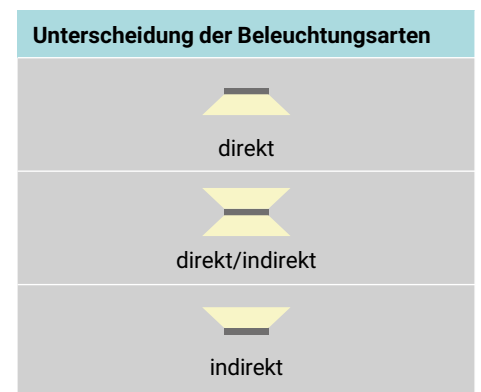 Unterscheidung der Beleuchtungsarten
direkt
direkt/indirekt
indirekt